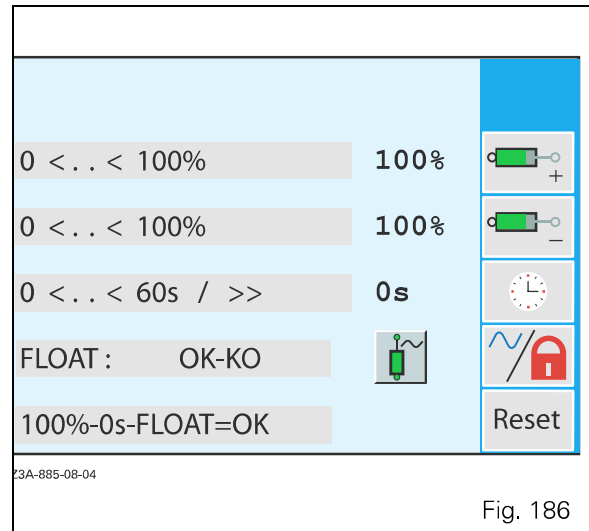 0 <..< 100% 100% +
0 <..< 100% 100% −
0 <..< 60s / >> 0s
FLOAT: OK-KO
100%-0s-FLOAT=OK Reset
Z3A-885-08-04
Fig. 186